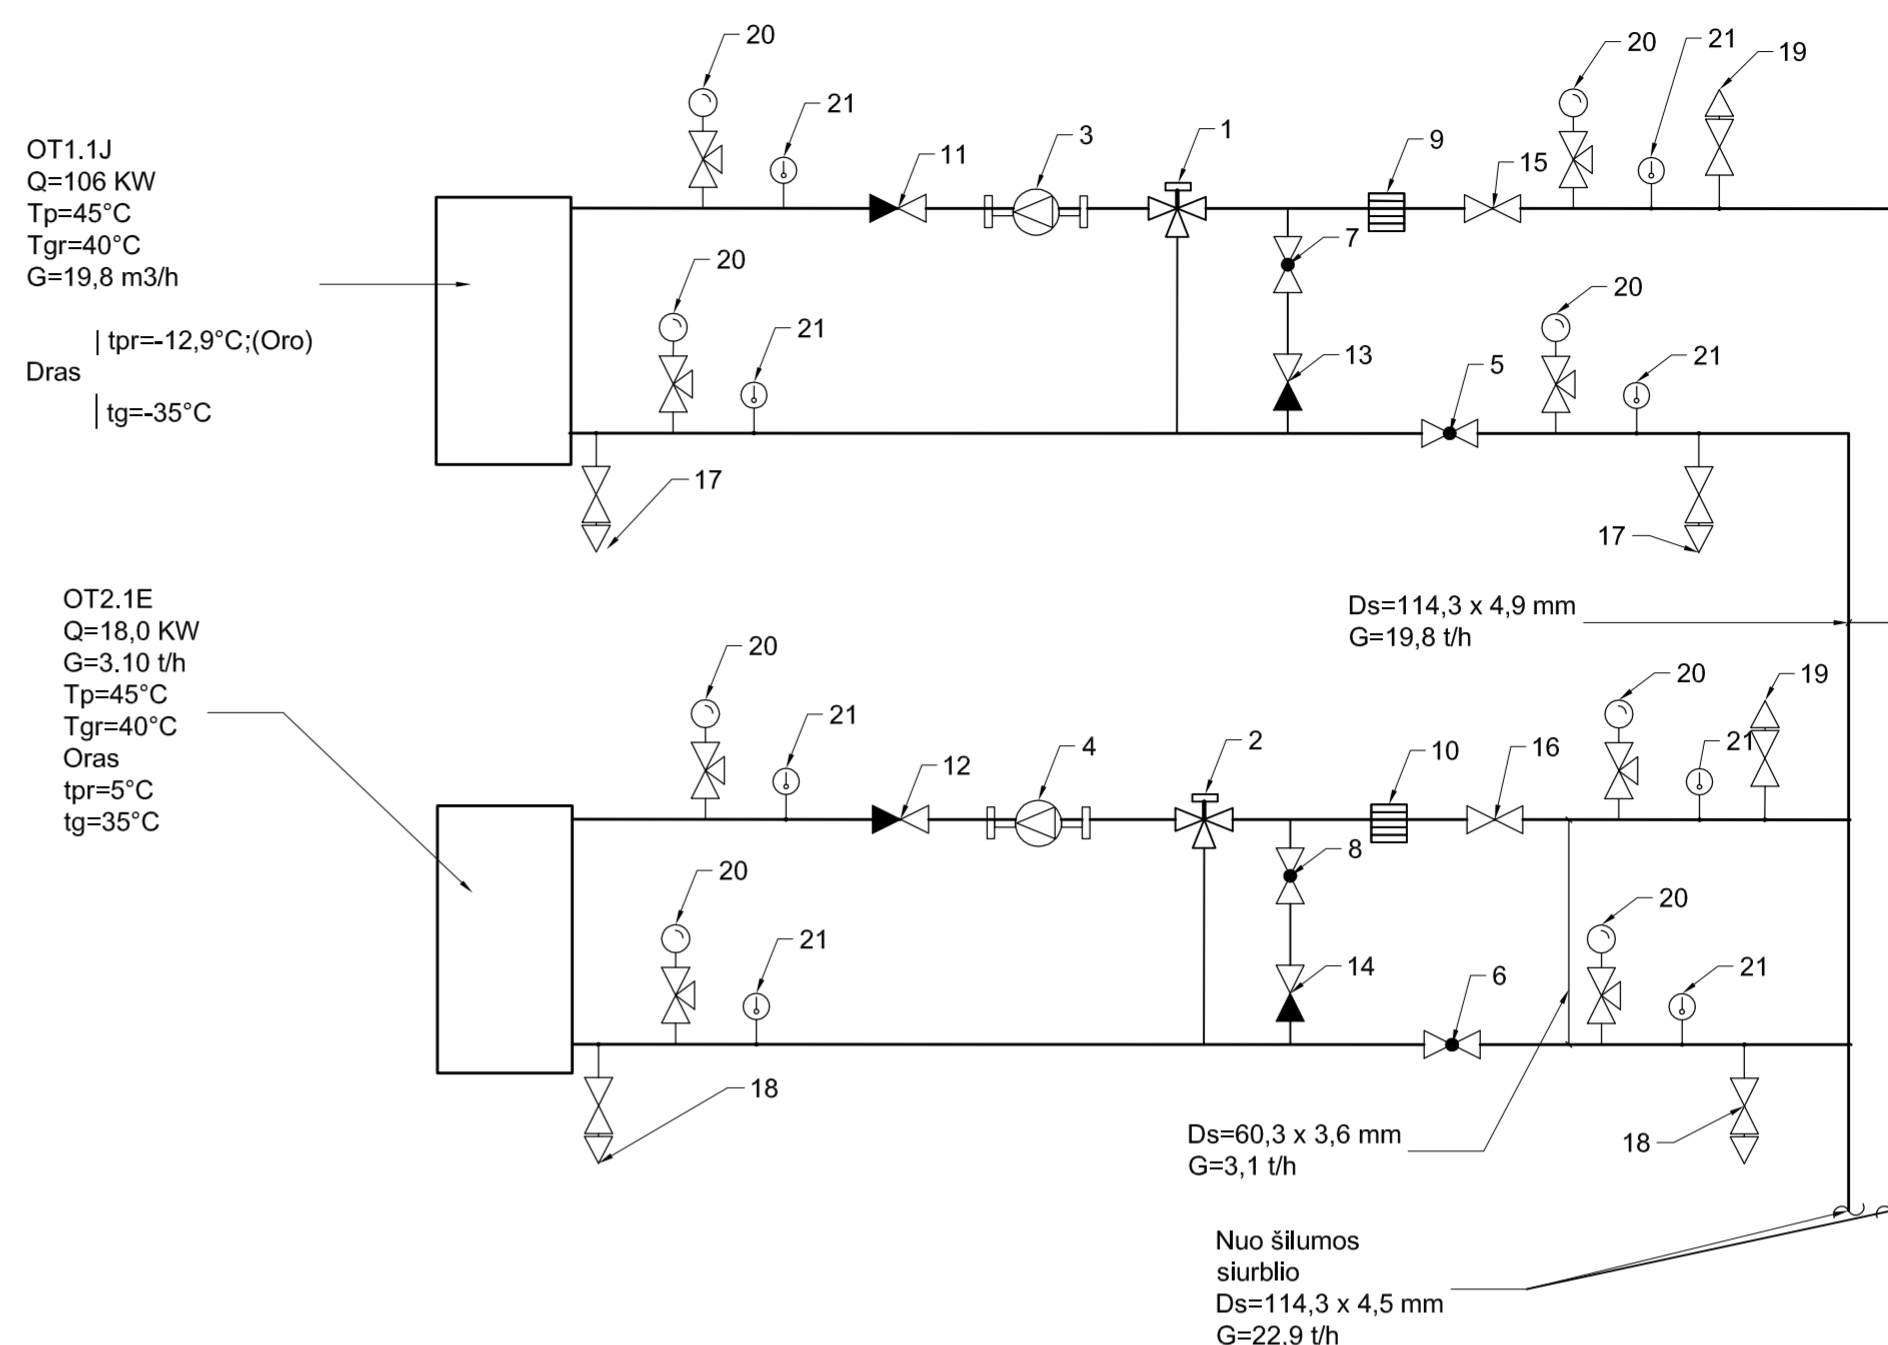 20
20
21
19
21
1
3
9
11
15
OT1.1J
Q=106 KW
Tp=45°C
Tgr=40°C
G=19,8 m3/h
7
20
20
21
tpr=-12,9°C;(Oro)
Dras
tg=-35°C
13
5
21
17
17
OT2.1E
Q=18,0 KW
G=3.10 t/h
Tp=45°C
Tgr=40°C
Oras
tpr=5°C
tg=35°C
Ds=114,3 x 4,9 mm
G=19,8 t/h
20
20
19
21
4
2
10
16
21
12
8
20
20
21
14
6
21
18
18
Ds=60,3 x 3,6 mm
G=3,1 t/h
Nuo šilumos
siurblio
Ds=114,3 x 4,5 mm
G=22,9 t/h